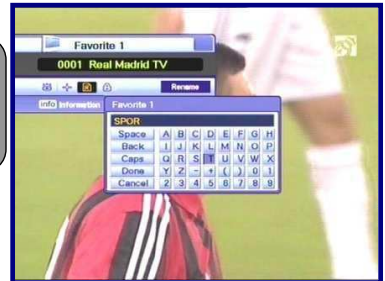 Favorite 1
0001 Real Madrid TV
Rename
info Information
Favorite 1
SPOR
Space A B C D E F G H
Back I J K L M N O P
Caps Q R S T U V W X
Done Y Z - + ( ) 0 1
Cancel 2 3 4 5 6 7 8 9